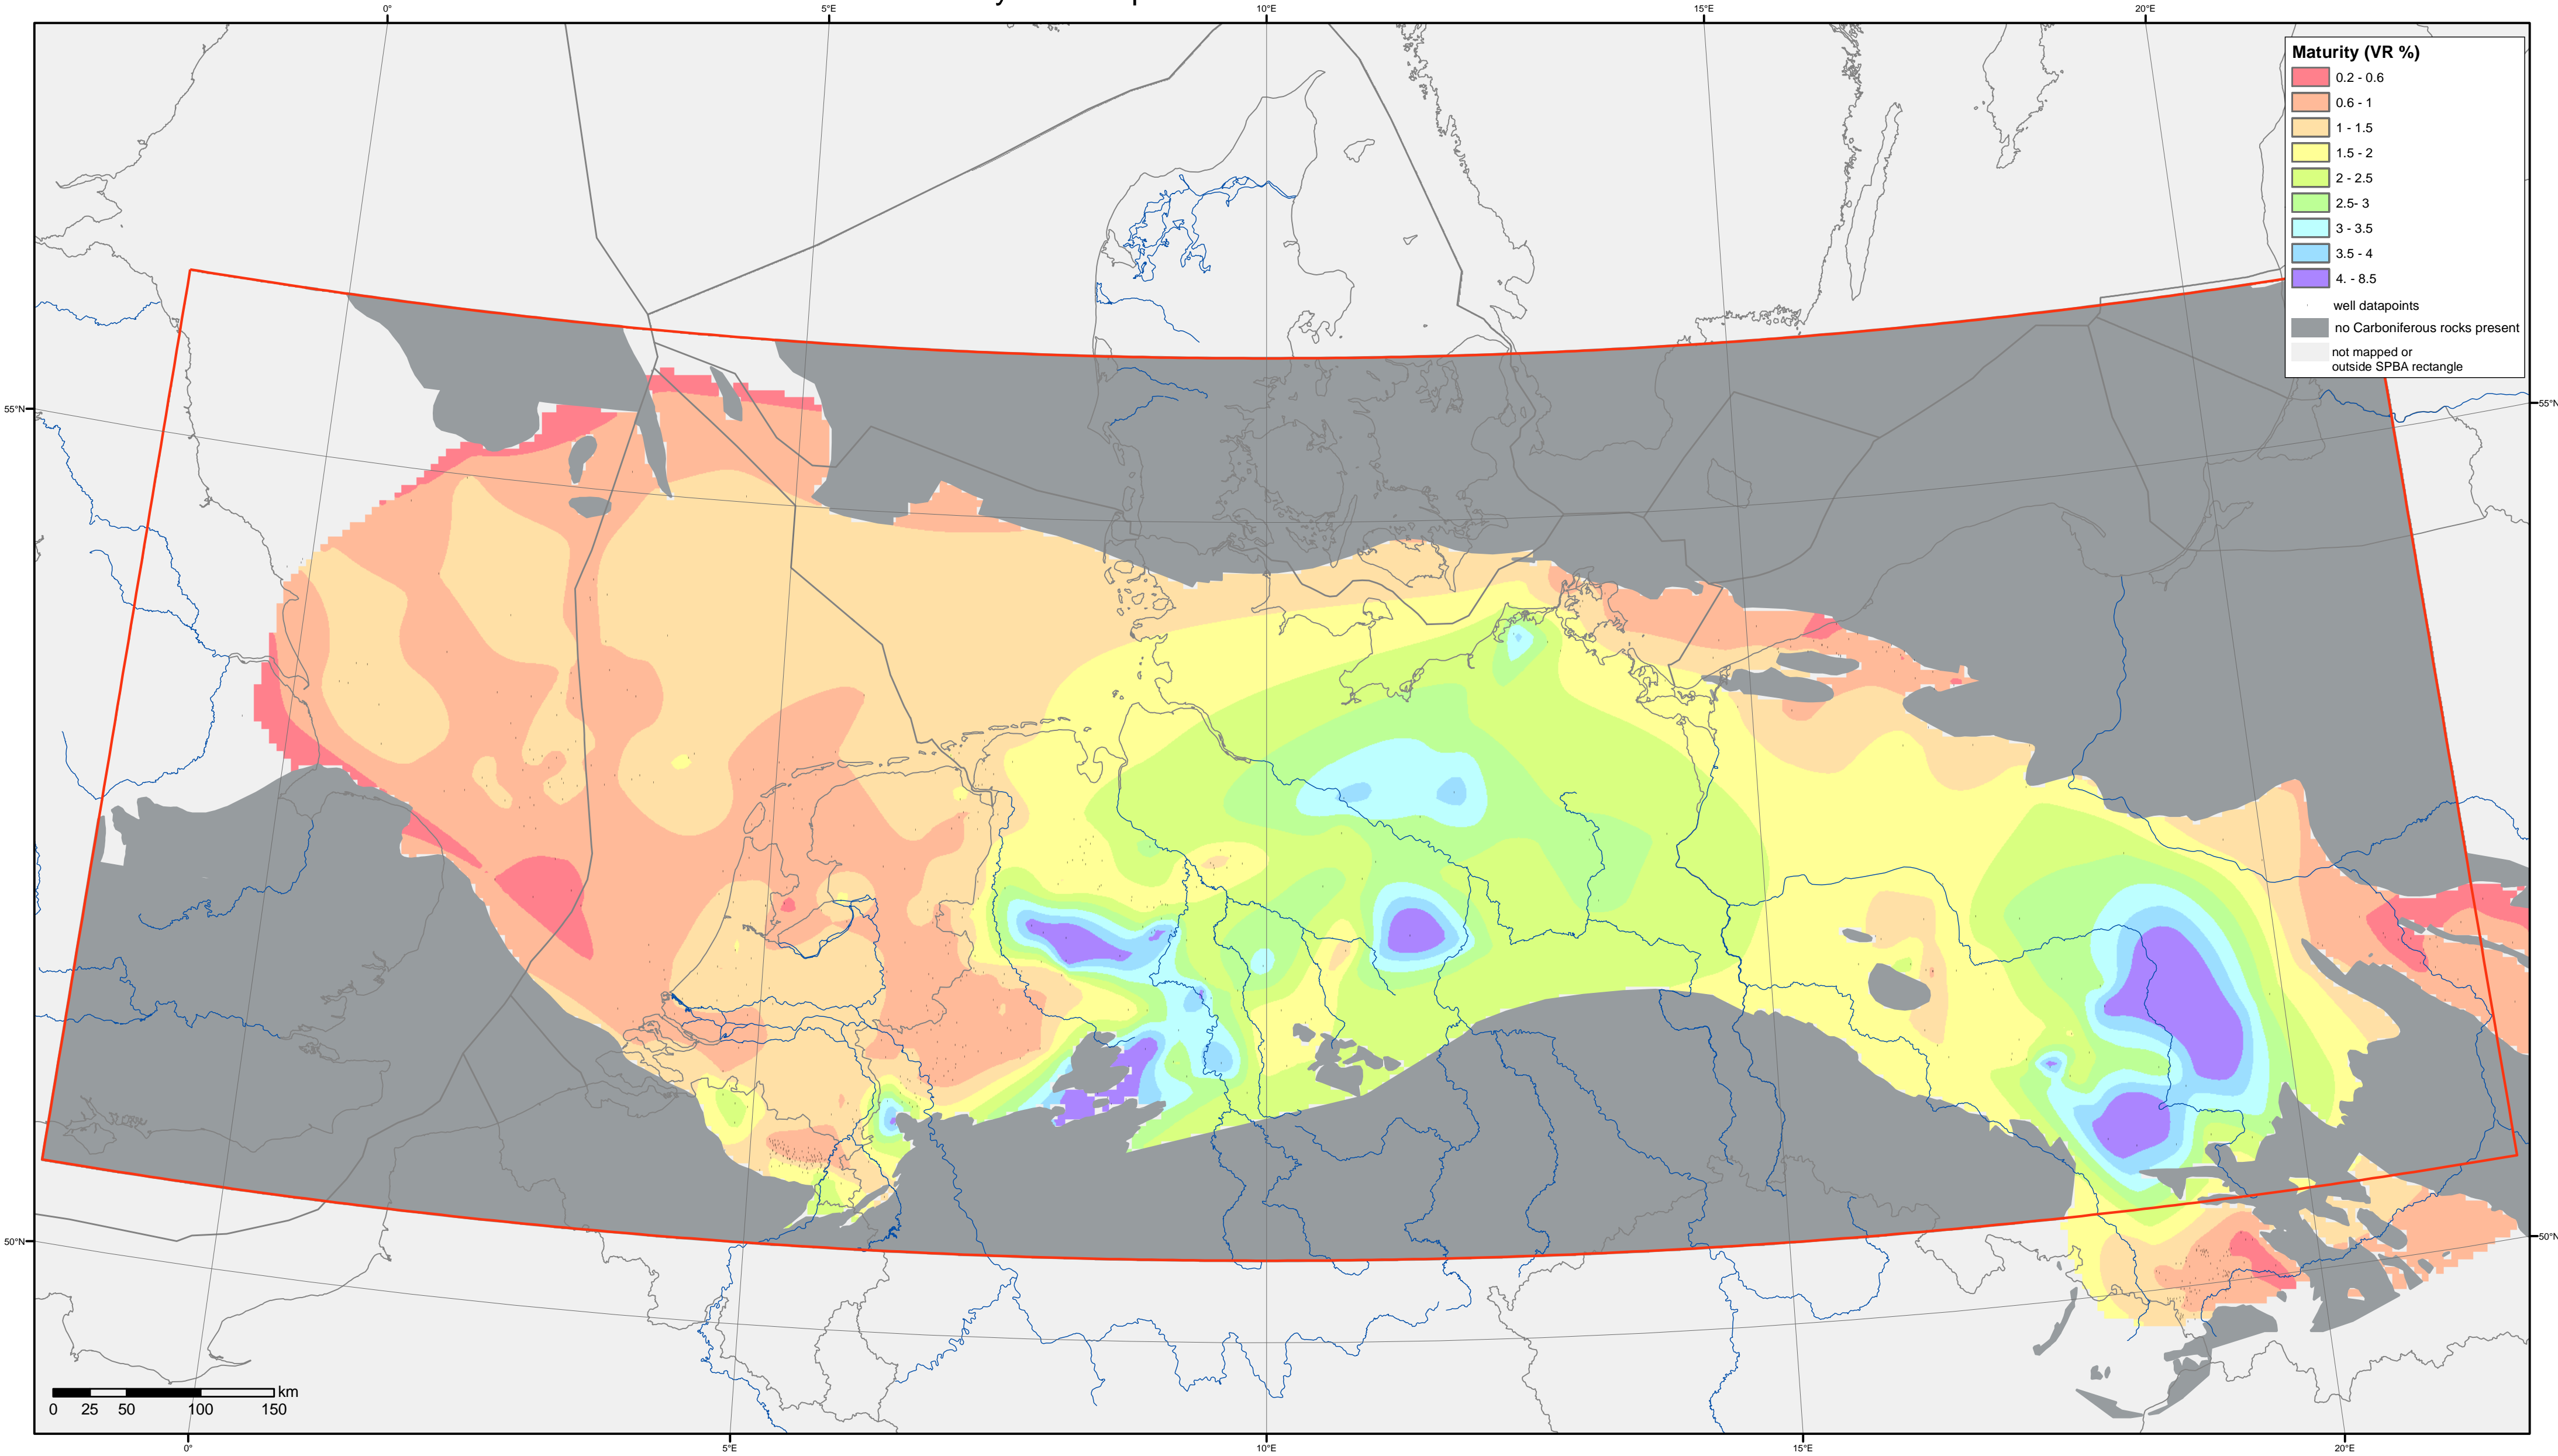 0°
5°E
10°E
15°E
20°E
Maturity (VR %)
0.2 - 0.6
0.6 - 1
1 - 1.5
1.5 - 2
2 - 2.5
2.5- 3
3 - 3.5
3.5 - 4
4. - 8.5
well datapoints
no Carboniferous rocks present
not mapped or
outside SPBA rectangle
55°N
55°N
50°N
50°N
km
0 25 50 100 150
0°
5°E
10°E
15°E
20°E